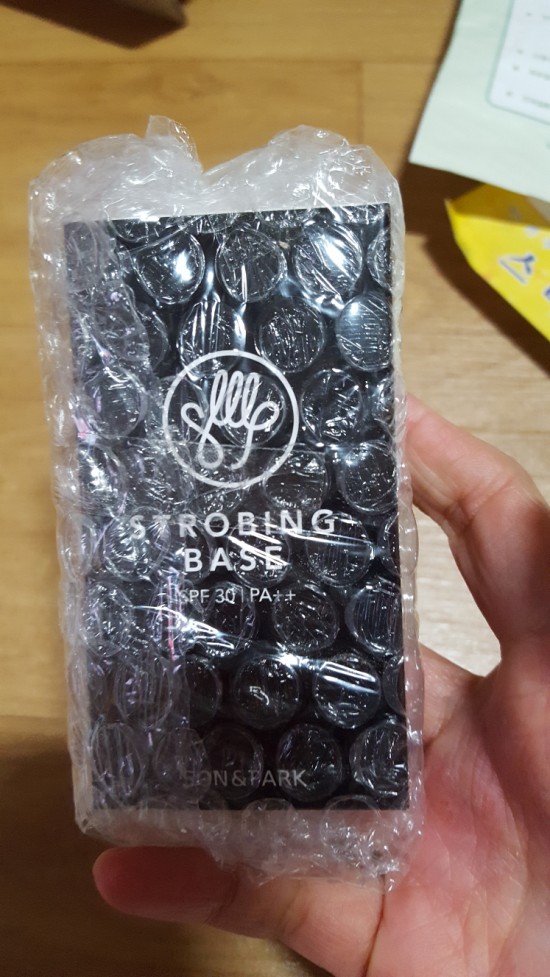 STROBING
BASE
SPF 30 | PA++
SON&PARK